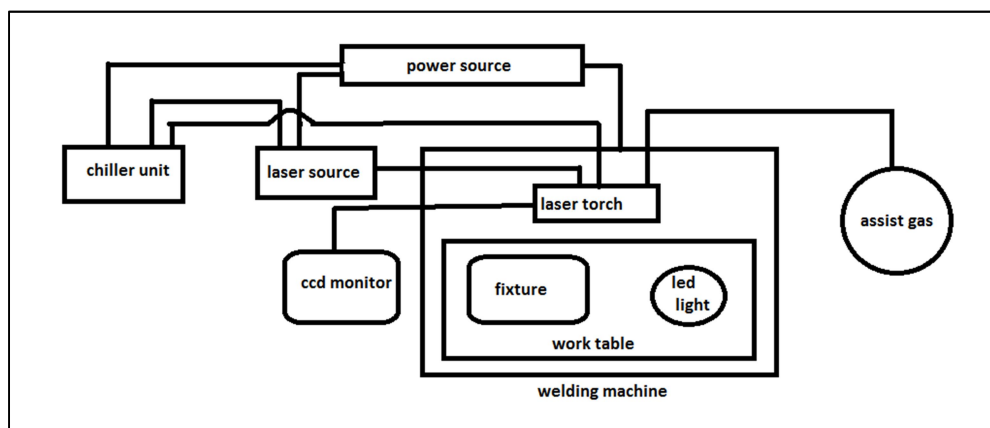 power source
chiller unit
laser source
laser torch
assist gas
ccd monitor
fixture
led
light
work table
welding machine